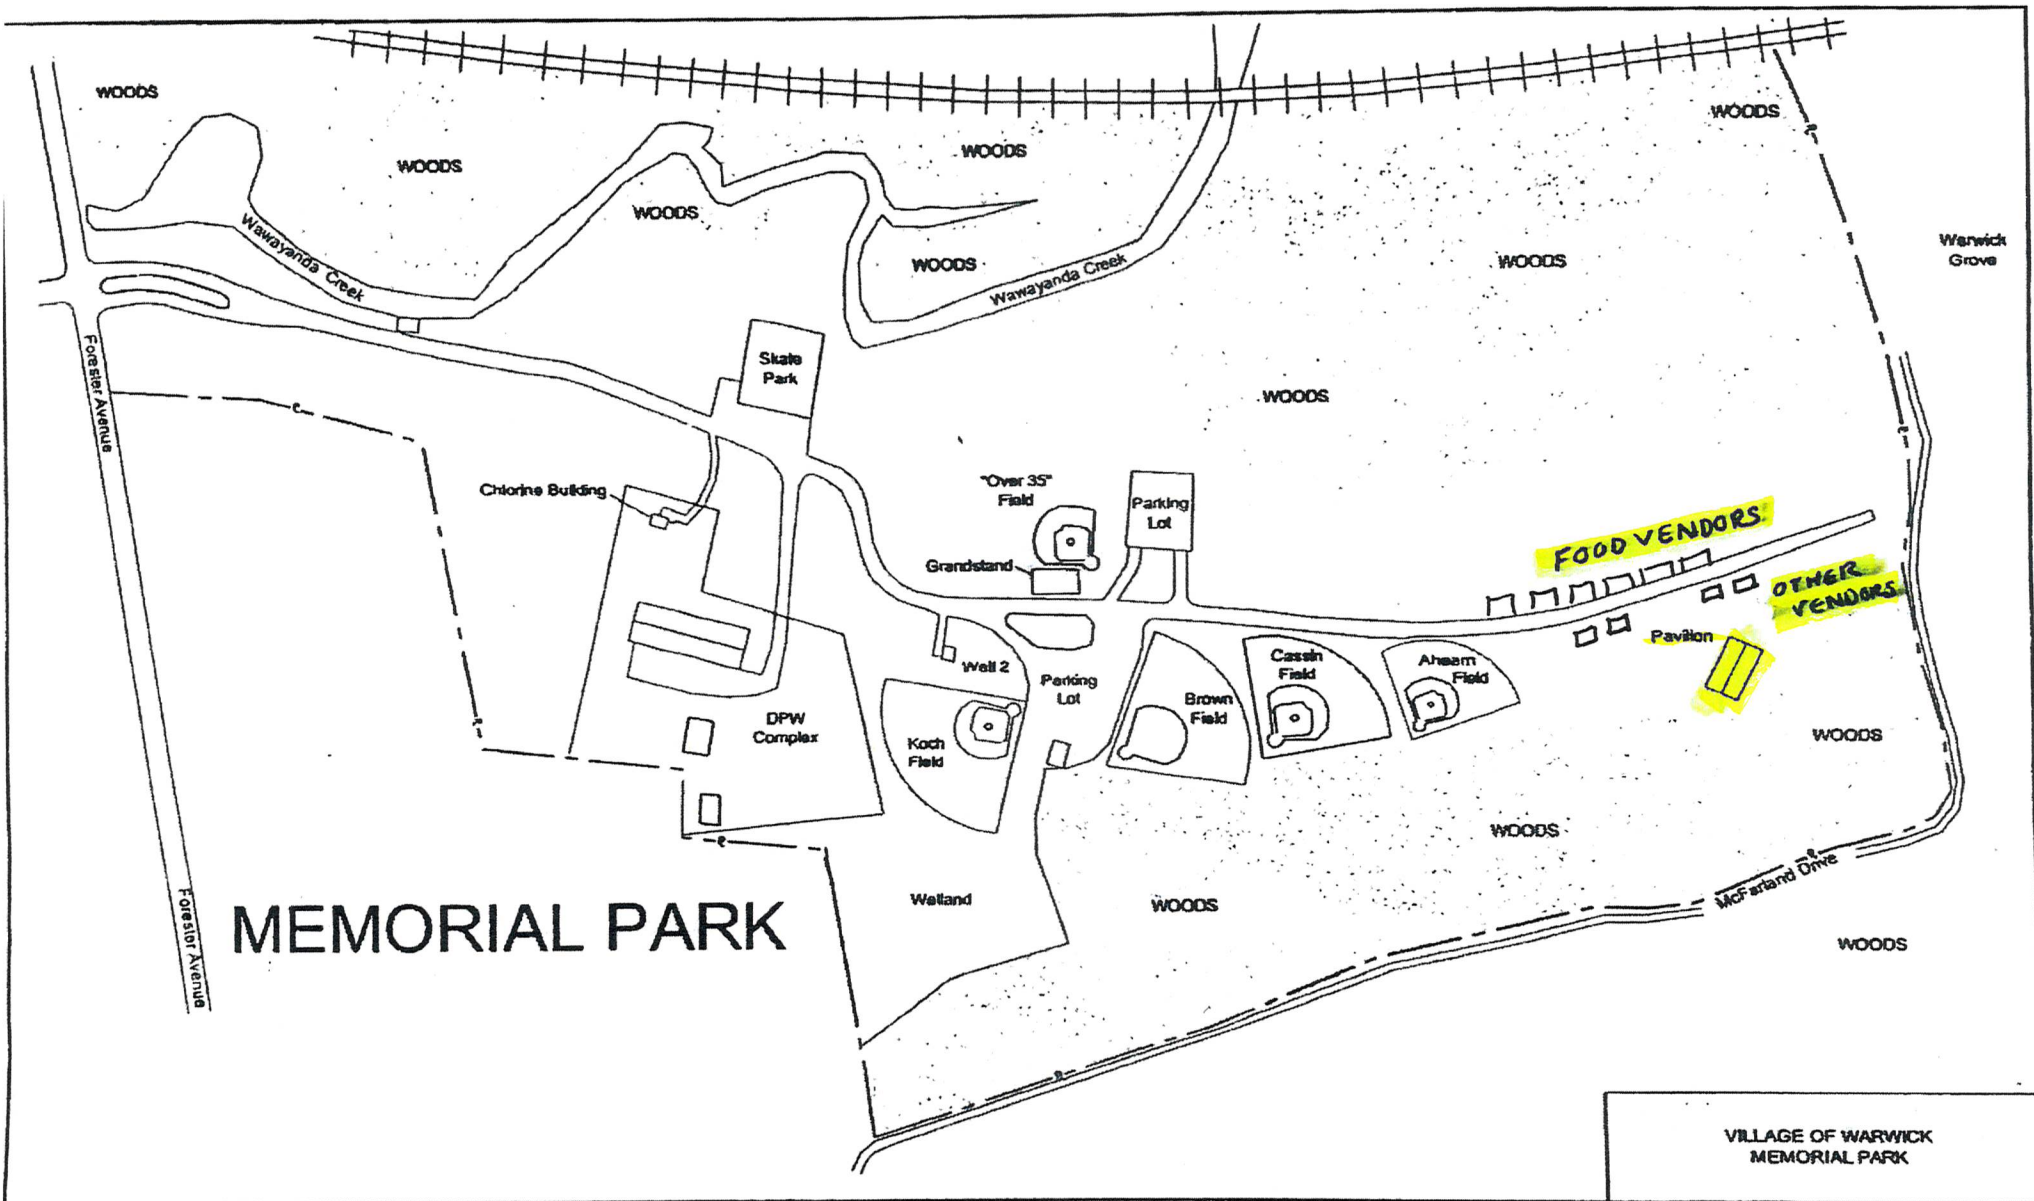 WOODS
WOODS
WOODS
WOODS
WOODS
WOODS
Wawayanda Creek
Wawayanda Creek
WOODS
Warwick
Grove
Forester Avenue
Skate
Park
WOODS
Chlorine Building
"Over 35"
Field
Parking
Lot
Grandstand
FOOD VENDORS
OTHER
VENDORS
Pavilion
Well 2
Parking
Lot
Cassin
Field
Ahearn
Field
Brown
Field
DPW
Complex
Koch
Field
WOODS
WOODS
McFarland Drive
Wetland
WOODS
WOODS
Forester Avenue
MEMORIAL PARK
VILLAGE OF WARWICK
MEMORIAL PARK